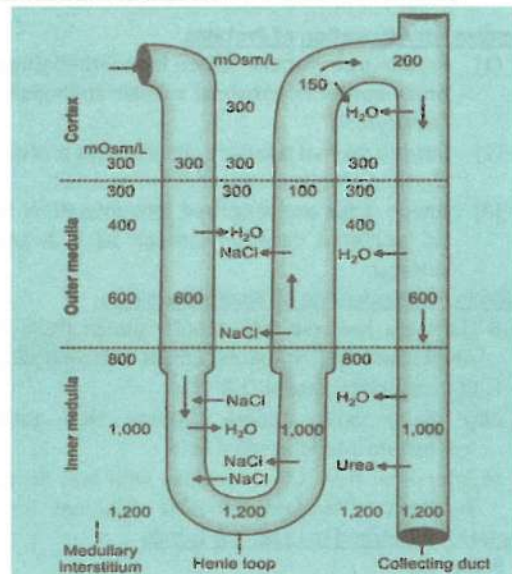 mOsm/L
200
150
300
H₂O
Cortex
mOsm/L
300 300 300 300
300 300 100 300
400 400
H₂O
NaCl H₂O
Outer medulla
600 600 600
NaCl
800 800
NaCl H₂O
Inner medulla
1,000 H₂O 1,000 1,000
NaCl Urea
NaCl
1,200 1,200 1,200 1,200
Medullary interstitium Henle loop Collecting duct